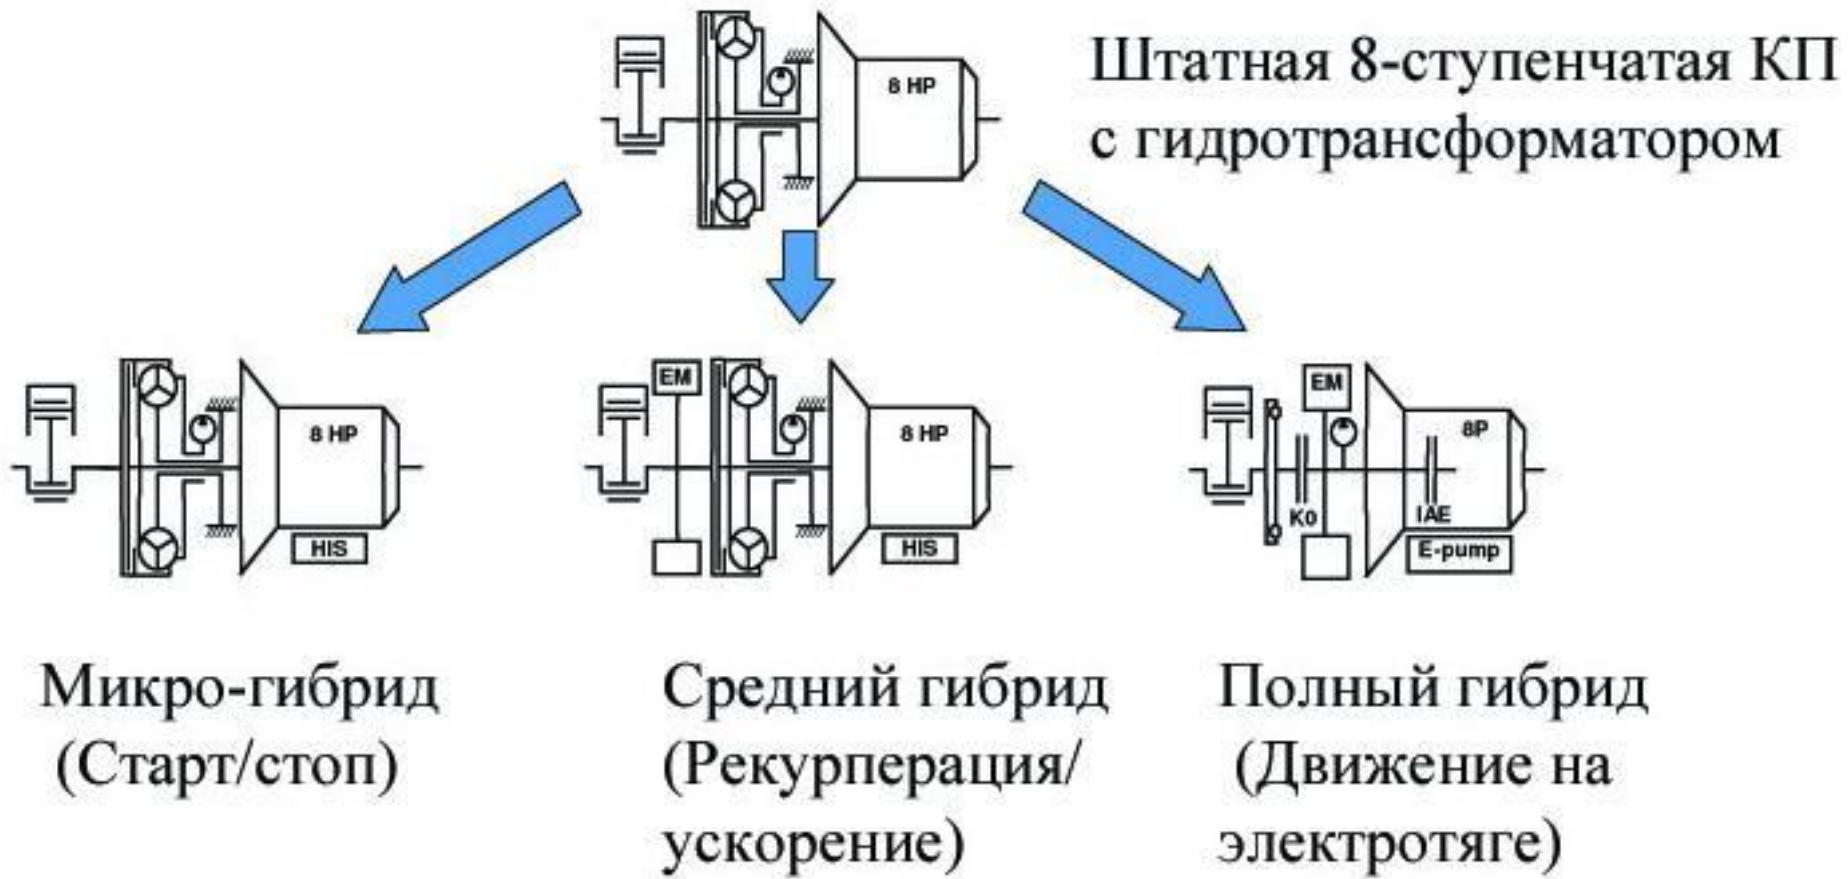 8 HP
Штатная 8-ступенчатая КП
с гидротрансформатором
8 HP
HIS
EM
8 HP
HIS
EM
8P
K0
IAE
E-pump
Микро-гибрид
(Старт/стоп)
Средний гибрид
(Рекурперация/
ускорение)
Полный гибрид
(Движение на
электротяге)